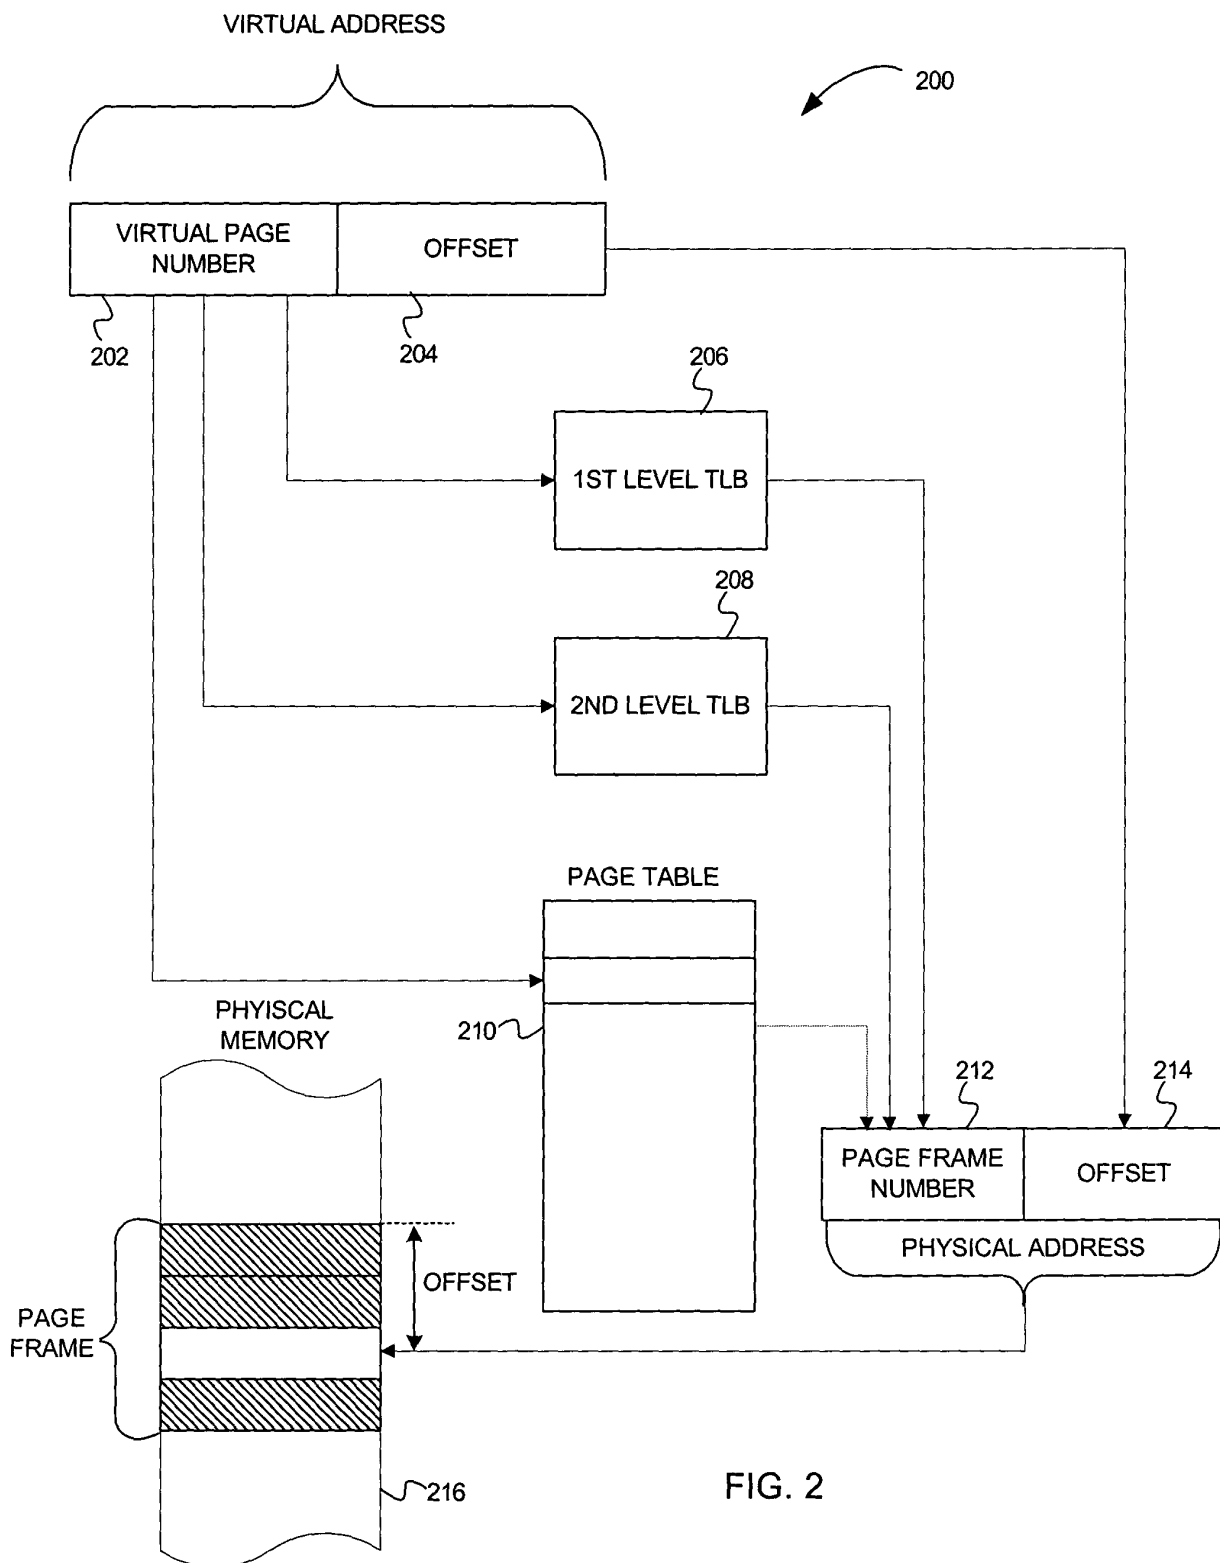 VIRTUAL ADDRESS
200
VIRTUAL PAGE
NUMBER
OFFSET
202
204
206
1ST LEVEL TLB
208
2ND LEVEL TLB
PAGE TABLE
PHYISCAL
MEMORY
210
212
214
PAGE FRAME
NUMBER
OFFSET
PHYSICAL ADDRESS
OFFSET
PAGE
FRAME
216
FIG. 2